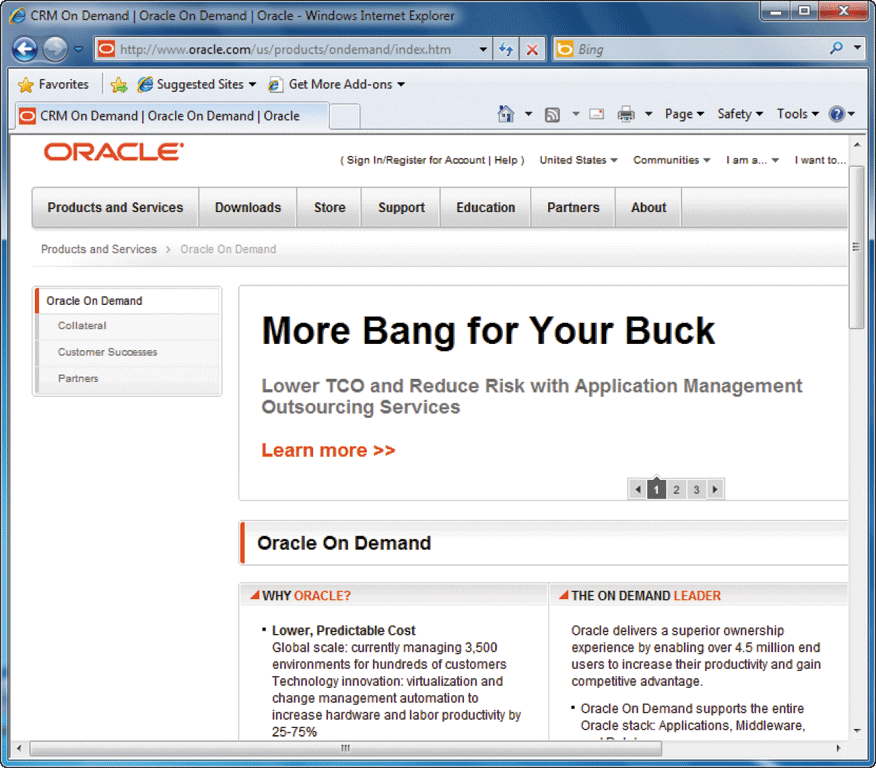 CRM On Demand | Oracle On Demand | Oracle - Windows Internet Explorer
http://www.oracle.com/us/products/ondemand/index.htm
Bing
Favorites
Suggested Sites
Get More Add-ons
CRM On Demand | Oracle On Demand | Oracle
Page
Safety
Tools
ORACLE
( Sign In/Register for Account | Help )
United States
Communities
I am a...
I want to...
Products and Services
Downloads
Store
Support
Education
Partners
About
Products and Services > Oracle On Demand
Oracle On Demand
Collateral
Customer Successes
Partners
More Bang for Your Buck
Lower TCO and Reduce Risk with Application Management
Outsourcing Services
Learn more >>
1 2 3
Oracle On Demand
WHY ORACLE?
• Lower, Predictable Cost
Global scale: currently managing 3,500
environments for hundreds of customers
Technology innovation: virtualization and
change management automation to
increase hardware and labor productivity by
25-75%
THE ON DEMAND LEADER
Oracle delivers a superior ownership
experience by enabling over 4.5 million end
users to increase their productivity and gain
competitive advantage.
• Oracle On Demand supports the entire
Oracle stack: Applications, Middleware,